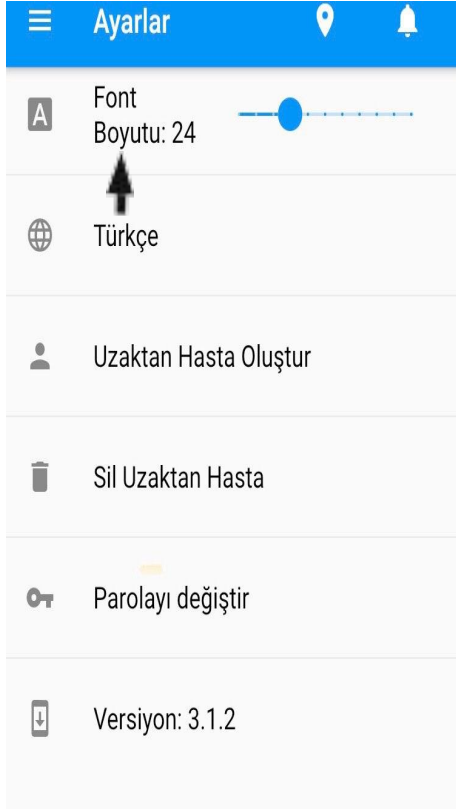 Ayarlar
A
Font
Boyutu: 24
Türkçe
Uzaktan Hasta Oluştur
Sil Uzaktan Hasta
Parolayı değiştir
Versiyon: 3.1.2